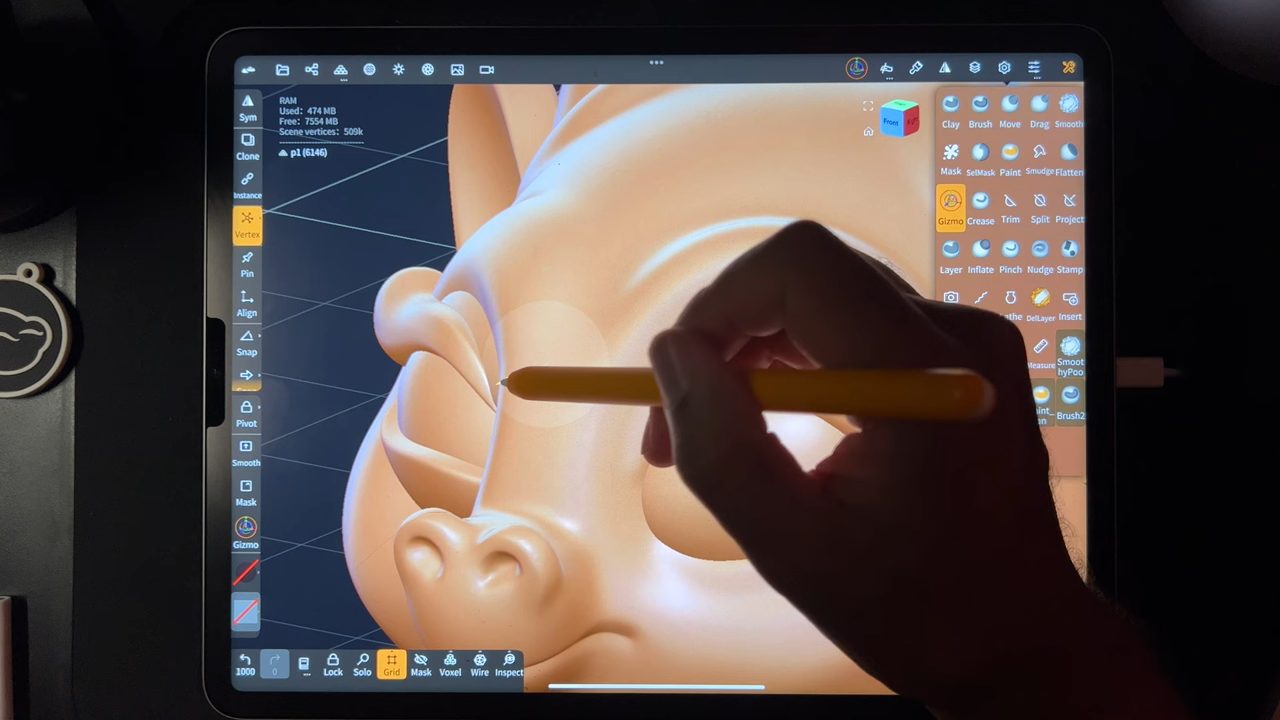 RAM
Used: 474 MB
Free: 7554 MB
Scene vertices: 509k
p1 (6146)
Sym
Clone
Instance
Vertex
Pin
Align
Snap
Pivot
Smooth
Mask
Gizmo
Front
Right
Clay Brush Move Drag Smooth
Mask SelMask Paint Smudge Flatten
Gizmo Crease Trim Split Project
Layer Inflate Pinch Nudge Stamp
DelLayer Insert
Measure Smoo
thyPoo
Brush2
1000 0 ... Lock Solo Grid Mask Voxel Wire Inspect